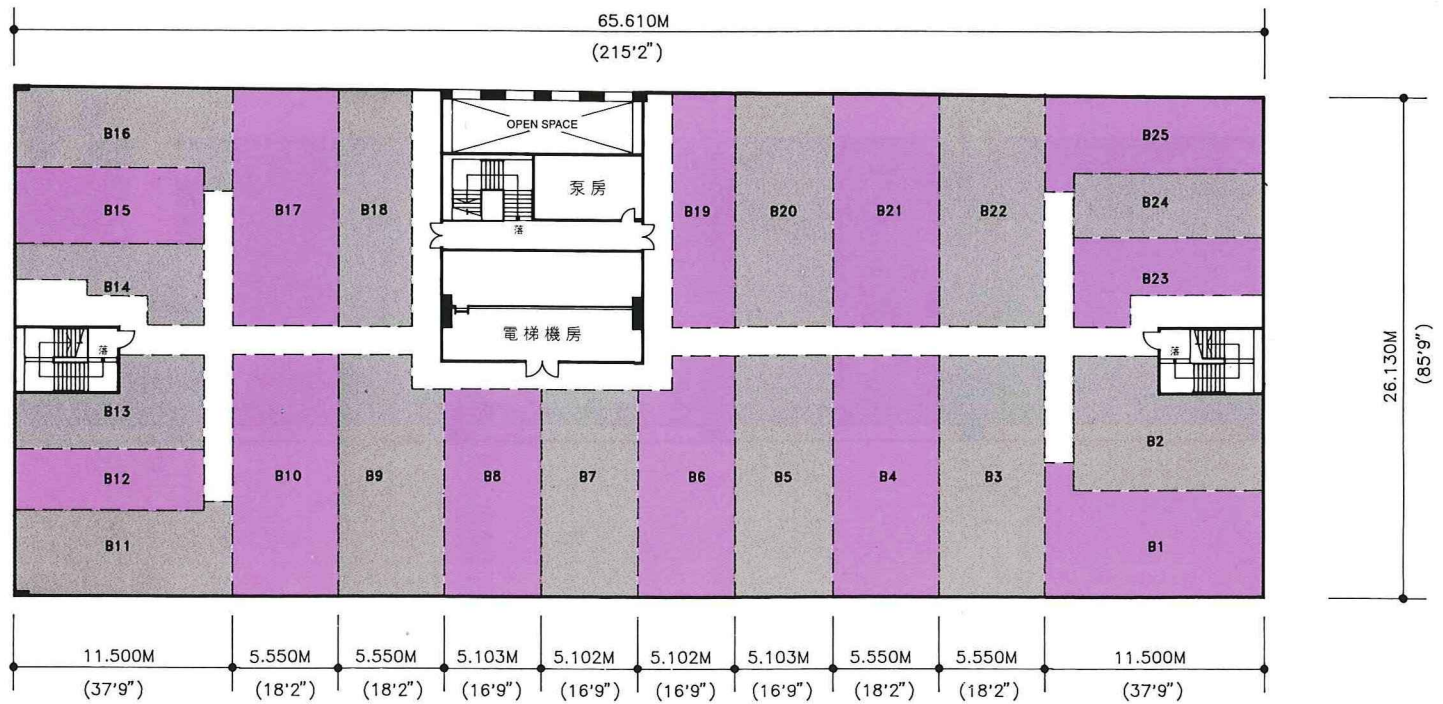 65.610M
(215'2")
OPEN SPACE
B16
B25
泵房
B24
B15
B17
B18
B19
B20
B21
B22
落
B23
B14
電梯機房
落
落
26.130M
(85'9")
B13
B2
B12
B10
B9
B8
B7
B6
B5
B4
B3
B11
B1
11.500M
5.550M
5.550M
5.103M
5.102M
5.102M
5.103M
5.550M
5.550M
11.500M
(37'9")
(18'2")
(18'2")
(16'9")
(16'9")
(16'9")
(16'9")
(18'2")
(18'2")
(37'9")